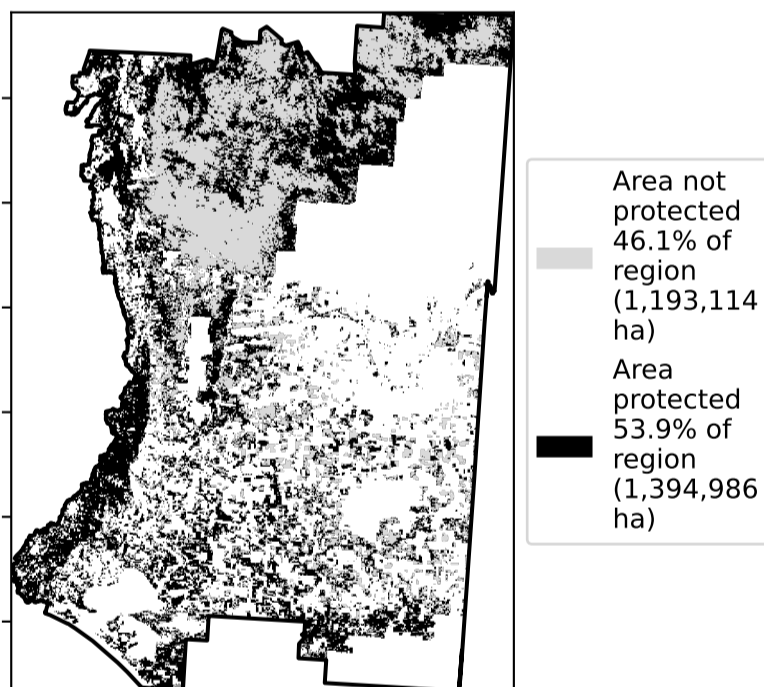 Area not
protected
46.1% of
region
(1,193,114
ha)
Area
protected
53.9% of
region
(1,394,986
ha)